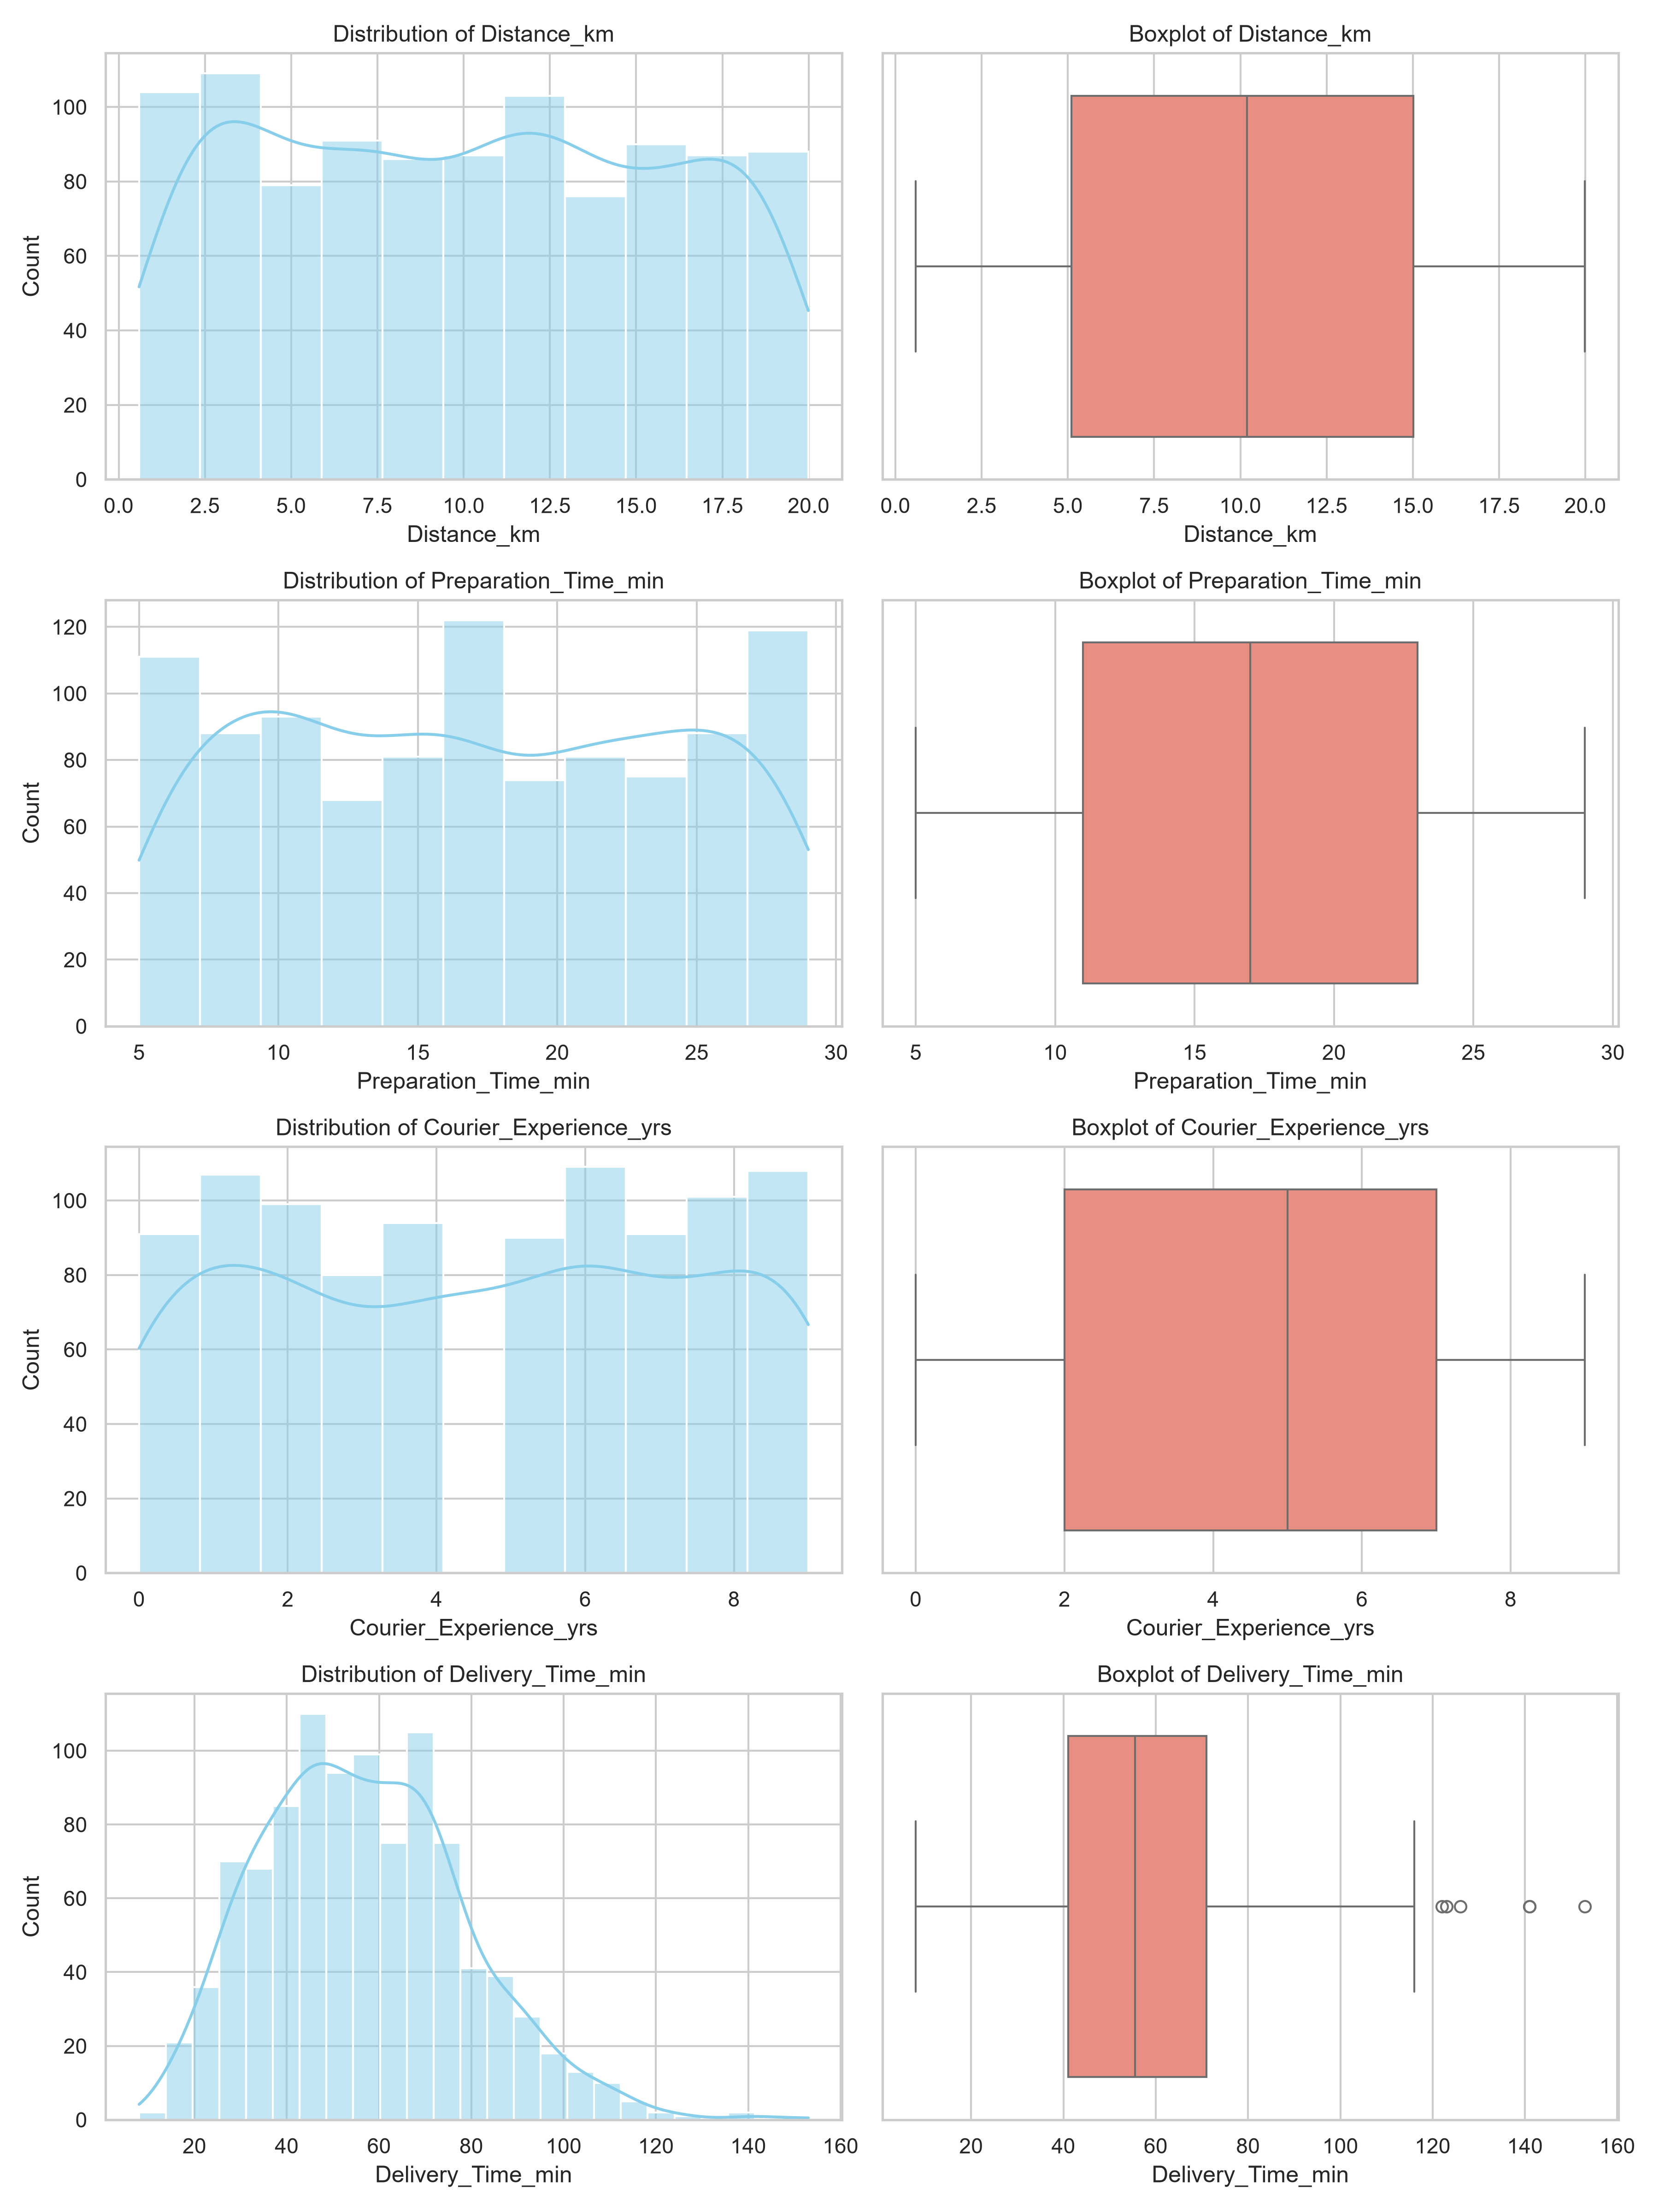 Distribution of Distance_km
Boxplot of Distance_km
Count
100
80
60
40
20
0
0.0 2.5 5.0 7.5 10.0 12.5 15.0 17.5 20.0
Distance_km
0.0 2.5 5.0 7.5 10.0 12.5 15.0 17.5 20.0
Distance_km
Distribution of Preparation_Time_min
Boxplot of Preparation_Time_min
Count
120
100
80
60
40
20
0
5 10 15 20 25 30
Preparation_Time_min
5 10 15 20 25 30
Preparation_Time_min
Distribution of Courier_Experience_yrs
Boxplot of Courier_Experience_yrs
Count
100
80
60
40
20
0
0 2 4 6 8
Courier_Experience_yrs
0 2 4 6 8
Courier_Experience_yrs
Distribution of Delivery_Time_min
Boxplot of Delivery_Time_min
Count
100
80
60
40
20
0
20 40 60 80 100 120 140 160
Delivery_Time_min
20 40 60 80 100 120 140 160
Delivery_Time_min